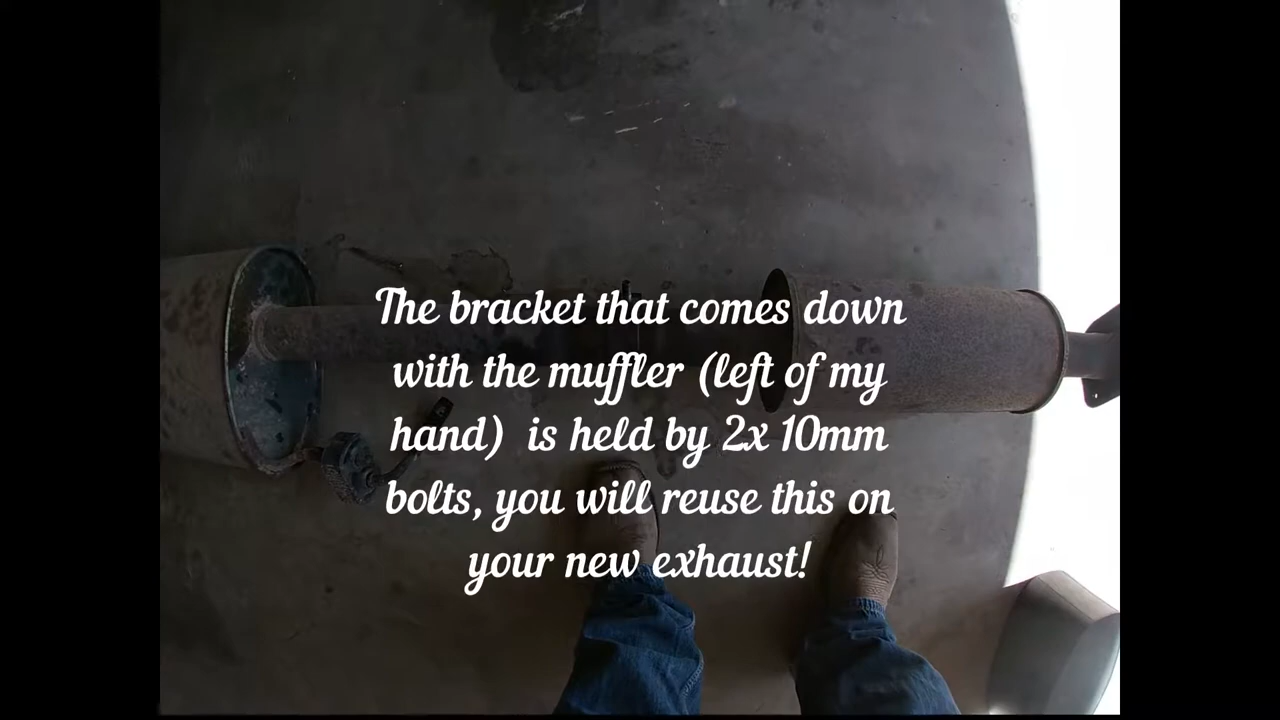 The bracket that comes down
with the muffler (left of my
hand) is held by 2x 10mm
bolts, you will reuse this on
your new exhaust!